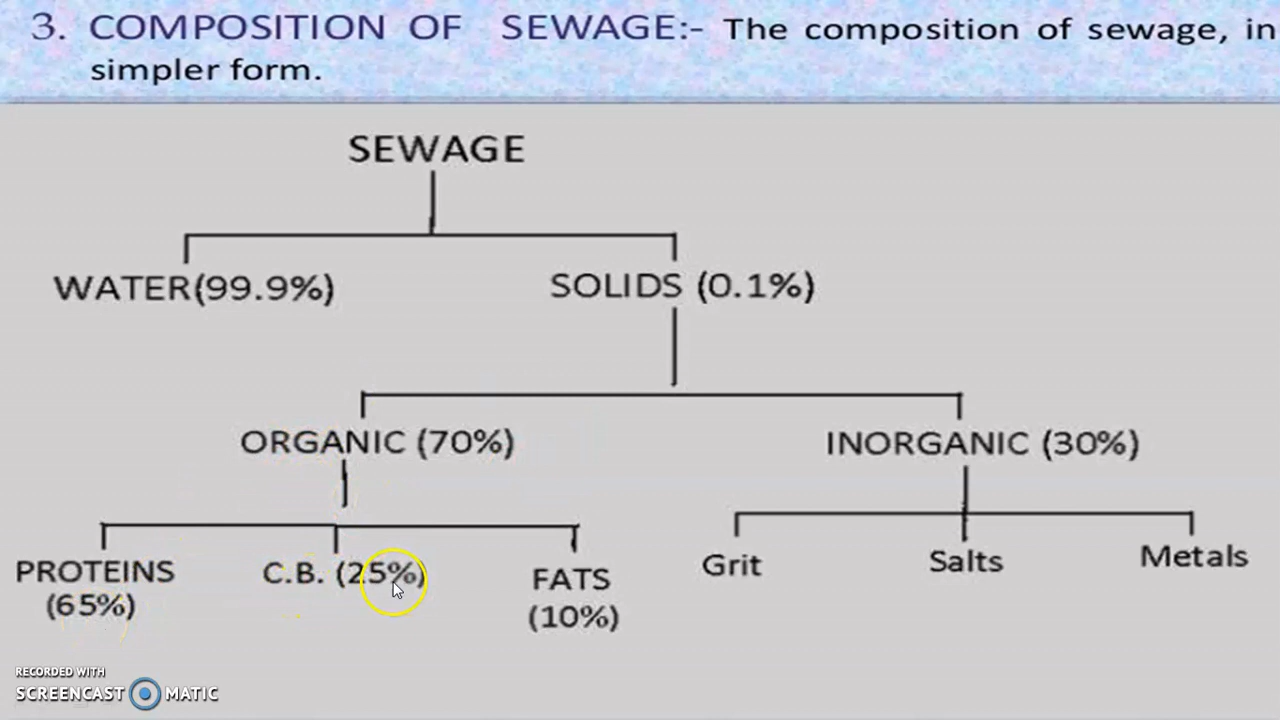 3. COMPOSITION OF SEWAGE:- The composition of sewage, in
simpler form.
SEWAGE
WATER(99.9%) SOLIDS (0.1%)
ORGANIC (70%) INORGANIC (30%)
PROTEINS
(65%)
C.B. (25%)
FATS
(10%)
Grit Salts Metals
RECORDED WITH
SCREENCAST MATIC